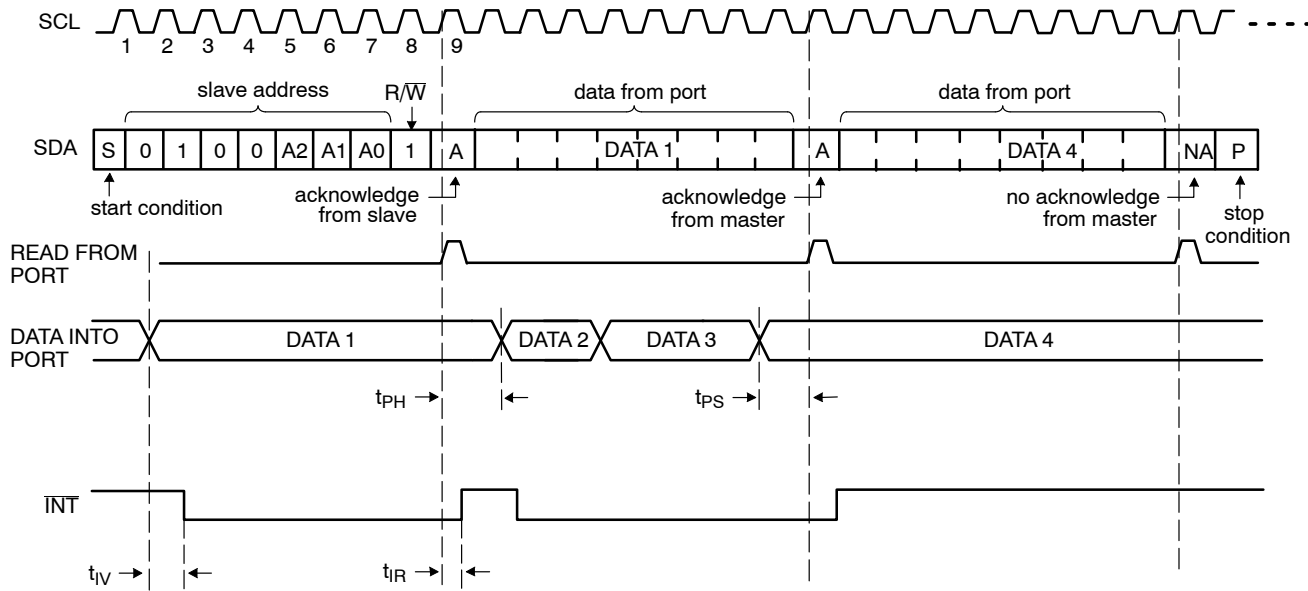 SCL
1 2 3 4 5 6 7 8 9
slave address
R/W̅
data from port
data from port
SDA
S 0 1 0 0 A2 A1 A0 1 A DATA 1 A DATA 4 NA P
start condition
acknowledge
from slave
acknowledge
from master
no acknowledge
from master
stop
condition
READ FROM
PORT
DATA INTO
PORT
DATA 1 DATA 2 DATA 3 DATA 4
tPH
tPS
I̅N̅T̅
tIV
tIR